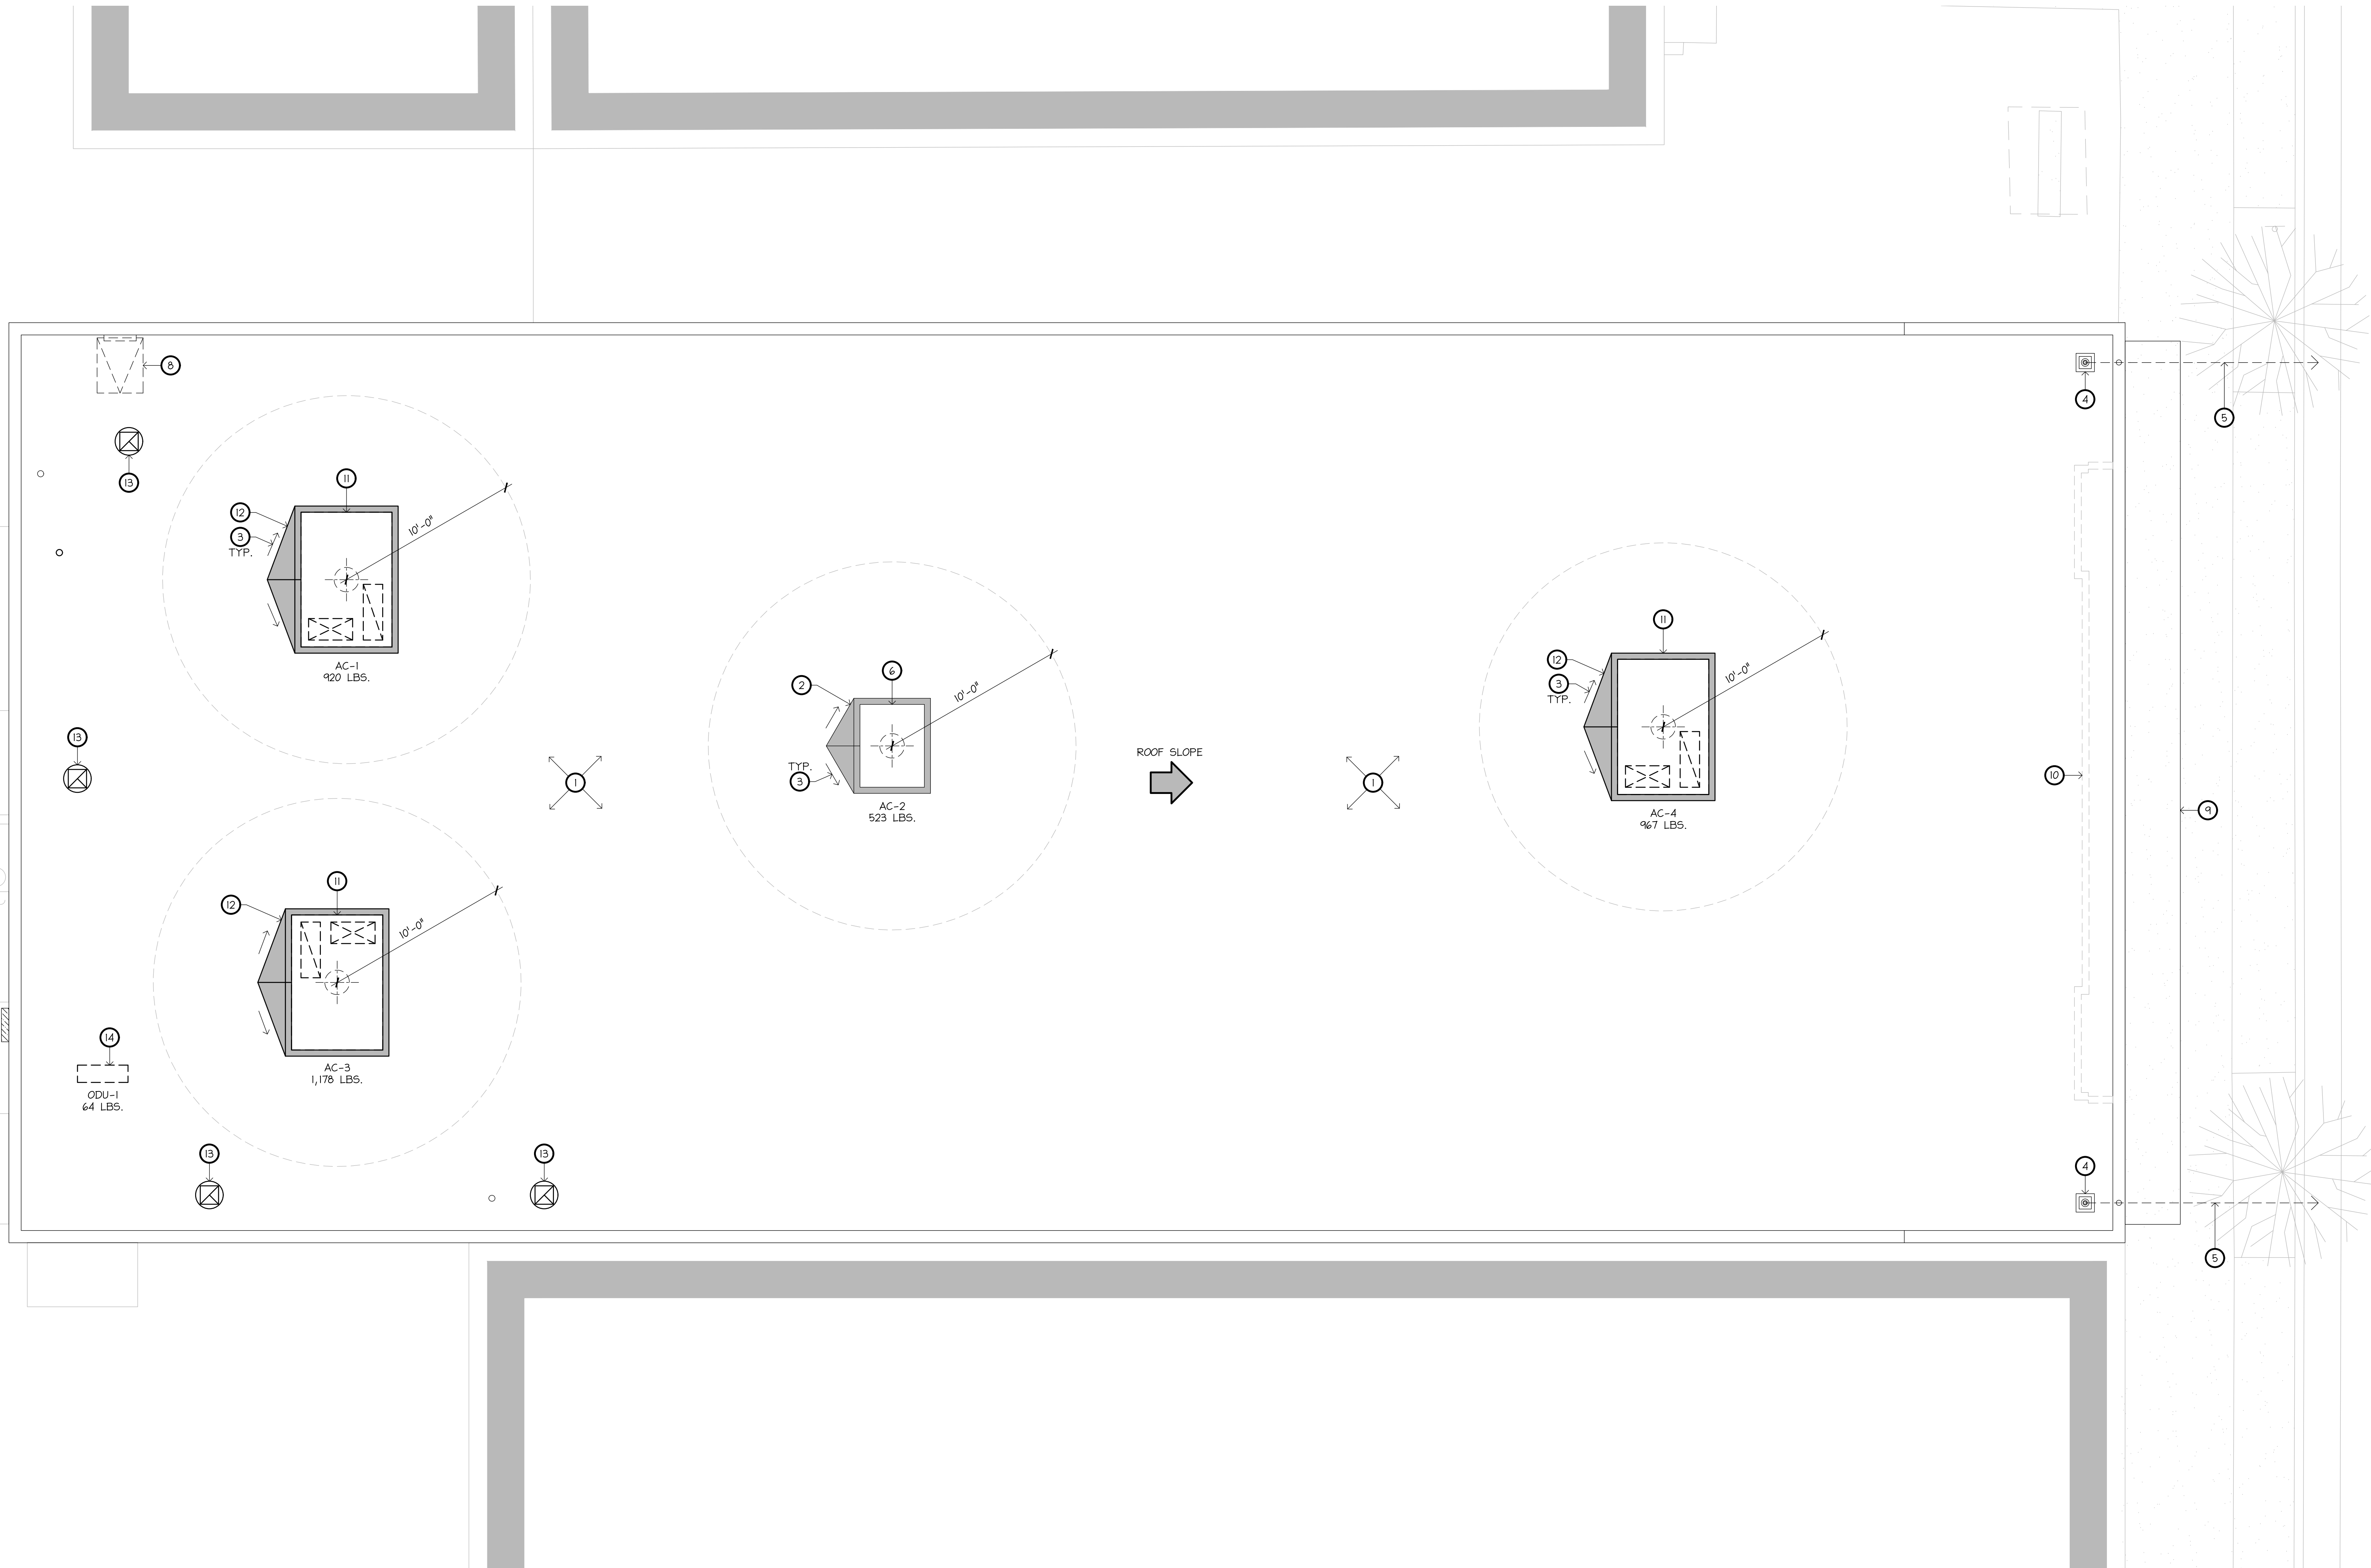 8
4
5
13
11
12
3
TYP.
10'-0"
AC-1
920 LBS.
11
12
3
TYP.
10'-0"
AC-4
967 LBS.
6
2
TYP.
3
10'-0"
AC-2
523 LBS.
13
1
ROOF SLOPE
1
10
9
11
12
10'-0"
AC-3
1,178 LBS.
14
ODU-1
64 LBS.
13
13
4
5